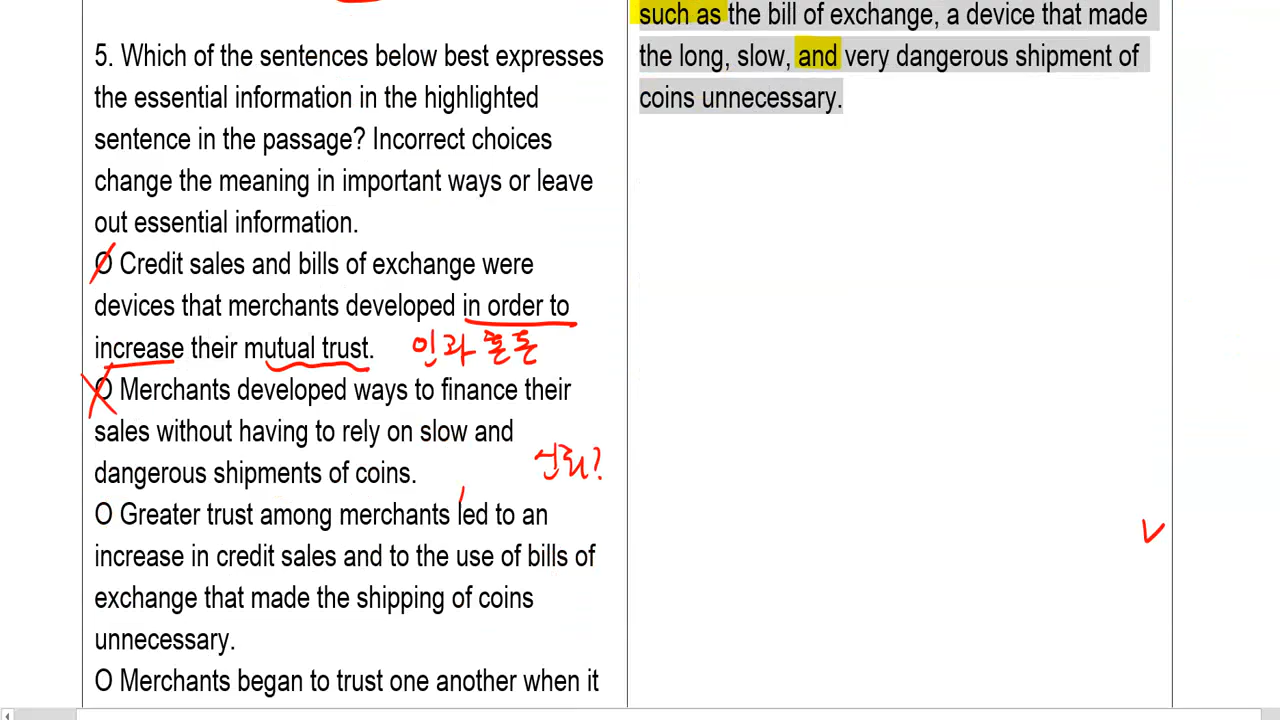 5. Which of the sentences below best expresses
the essential information in the highlighted
sentence in the passage? Incorrect choices
change the meaning in important ways or leave
out essential information.
O Credit sales and bills of exchange were
devices that merchants developed in order to
increase their mutual trust. 인과 혼동
O Merchants developed ways to finance their
sales without having to rely on slow and
dangerous shipments of coins. 신뢰?
O Greater trust among merchants led to an
increase in credit sales and to the use of bills of
exchange that made the shipping of coins
unnecessary.
O Merchants began to trust one another when it
such as the bill of exchange, a device that made
the long, slow, and very dangerous shipment of
coins unnecessary.